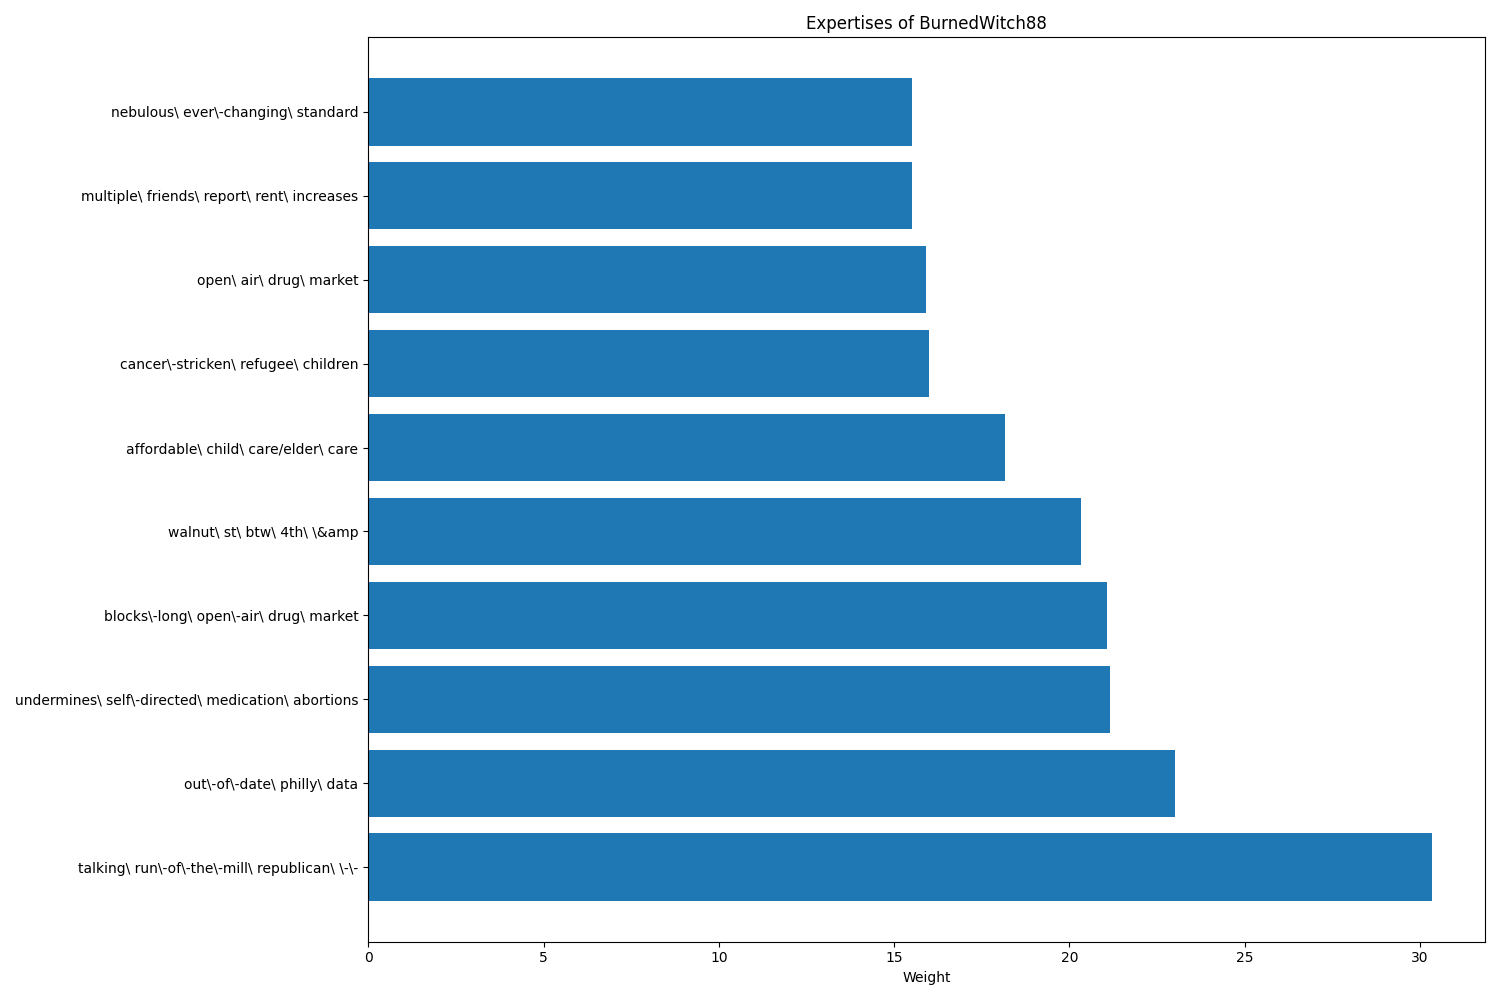 Expertises of BurnedWitch88
nebulous\ ever\-changing\ standard
multiple\ friends\ report\ rent\ increases
open\ air\ drug\ market
cancer\-stricken\ refugee\ children
affordable\ child\ care/elder\ care
walnut\ st\ btw\ 4th\ \&amp
blocks\-long\ open\-air\ drug\ market
undermines\ self\-directed\ medication\ abortions
out\-of\-date\ philly\ data
talking\ run\-of\-the\-mill\ republican\ \-\-
0 5 10 15 20 25 30
Weight